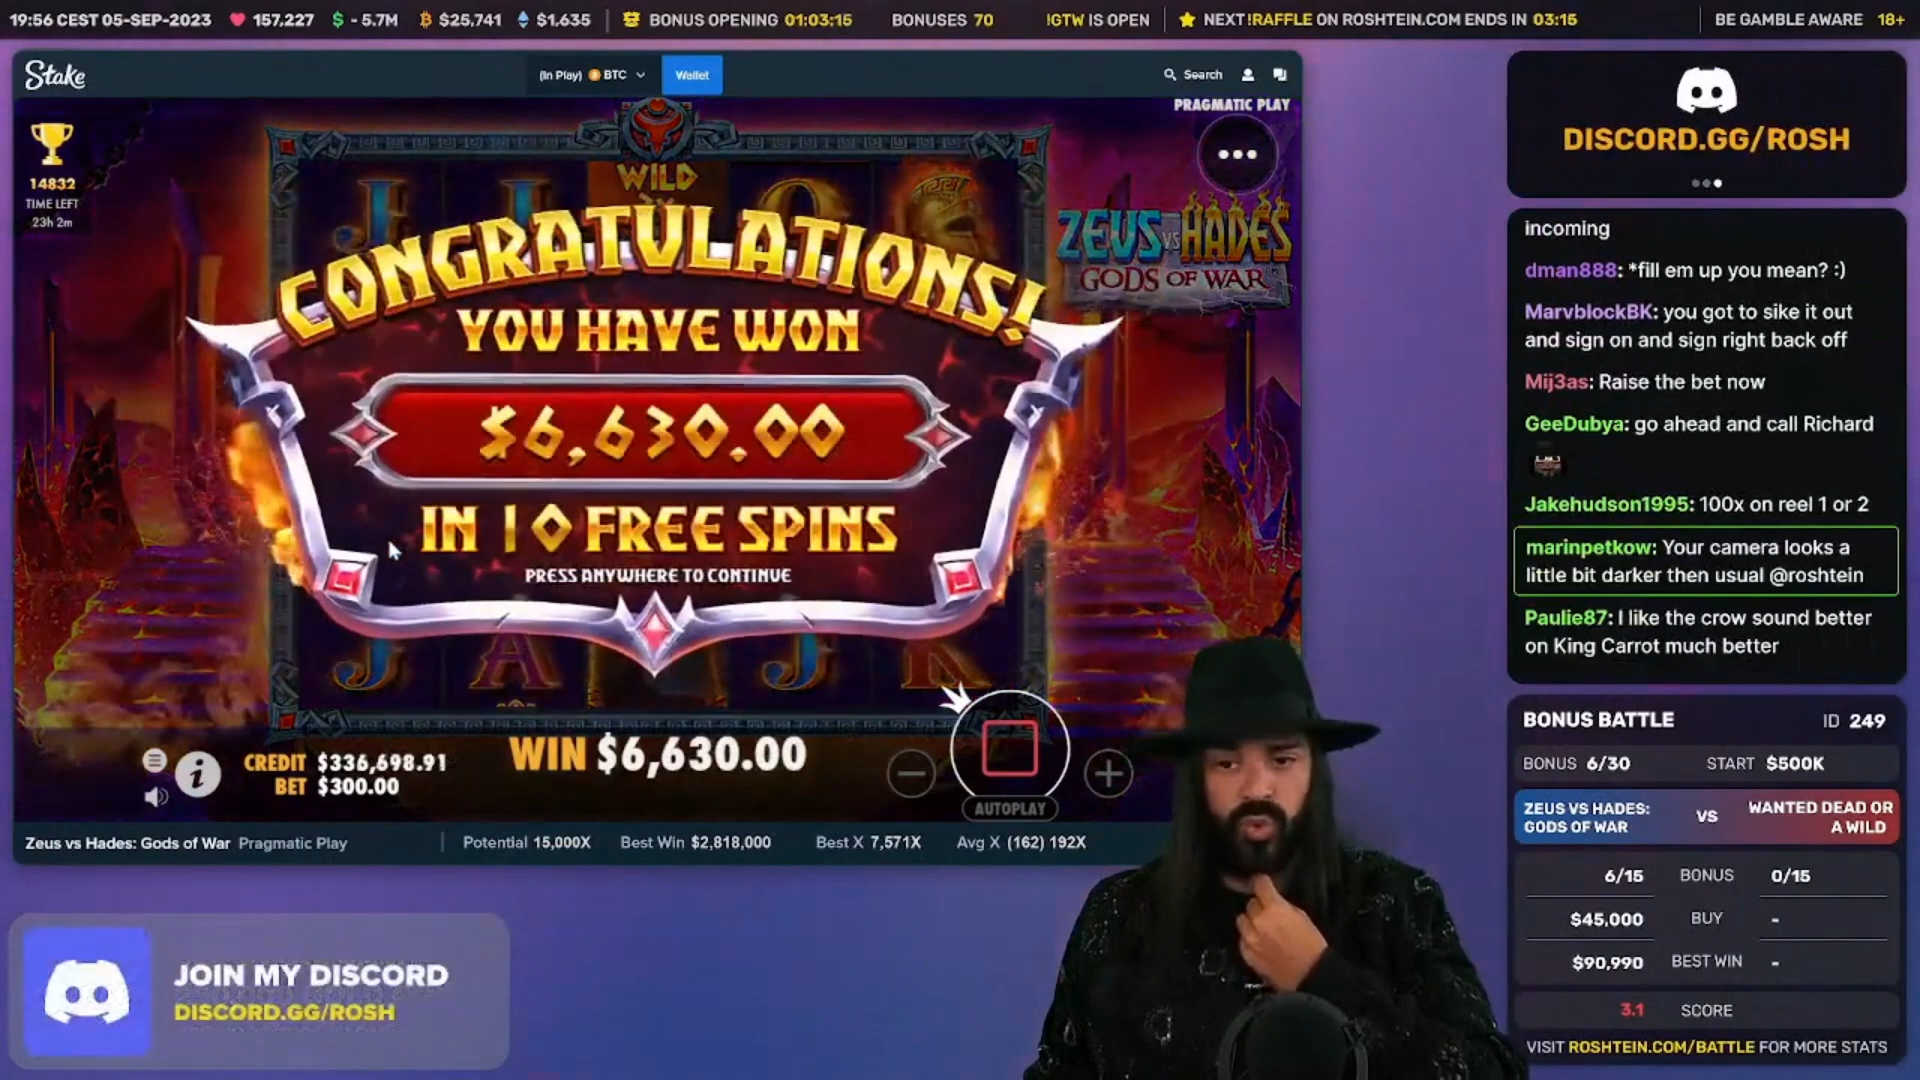 19:56 CEST 05-SEP-2023 157,227 $ - 5.7M $25,741 $1,635 BONUS OPENING 01:03:15 BONUSES 70 !GTW IS OPEN NEXT !RAFFLE ON ROSHTEIN.COM ENDS IN 03:15 BE GAMBLE AWARE 18+
Stake (In Play) BTC Wallet Search
PRAGMATIC PLAY
14832
TIME LEFT
23h 2m
WILD
ZEUS VS HADES
GODS OF WAR
CONGRATULATIONS!
YOU HAVE WON
$6,630.00
IN 10 FREE SPINS
PRESS ANYWHERE TO CONTINUE
J A J K
CREDIT $336,698.91
BET $300.00
WIN $6,630.00
AUTOPLAY
Zeus vs Hades: Gods of War Pragmatic Play Potential 15,000X Best Win $2,818,000 Best X 7,571X Avg X (162) 192X
JOIN MY DISCORD
DISCORD.GG/ROSH
DISCORD.GG/ROSH
incoming
dman888: *fill em up you mean? :)
MarvblockBK: you got to sike it out
and sign on and sign right back off
Mij3as: Raise the bet now
GeeDubya: go ahead and call Richard
Jakehudson1995: 100x on reel 1 or 2
marinpetkow: Your camera looks a
little bit darker then usual @roshtein
Paulie87: I like the crow sound better
on King Carrot much better
BONUS BATTLE ID 249
BONUS 6/30 START $500K
ZEUS VS HADES:
GODS OF WAR
VS
WANTED DEAD OR
A WILD
6/15 BONUS 0/15
$45,000 BUY -
$90,990 BEST WIN -
3.1 SCORE
VISIT ROSHTEIN.COM/BATTLE FOR MORE STATS